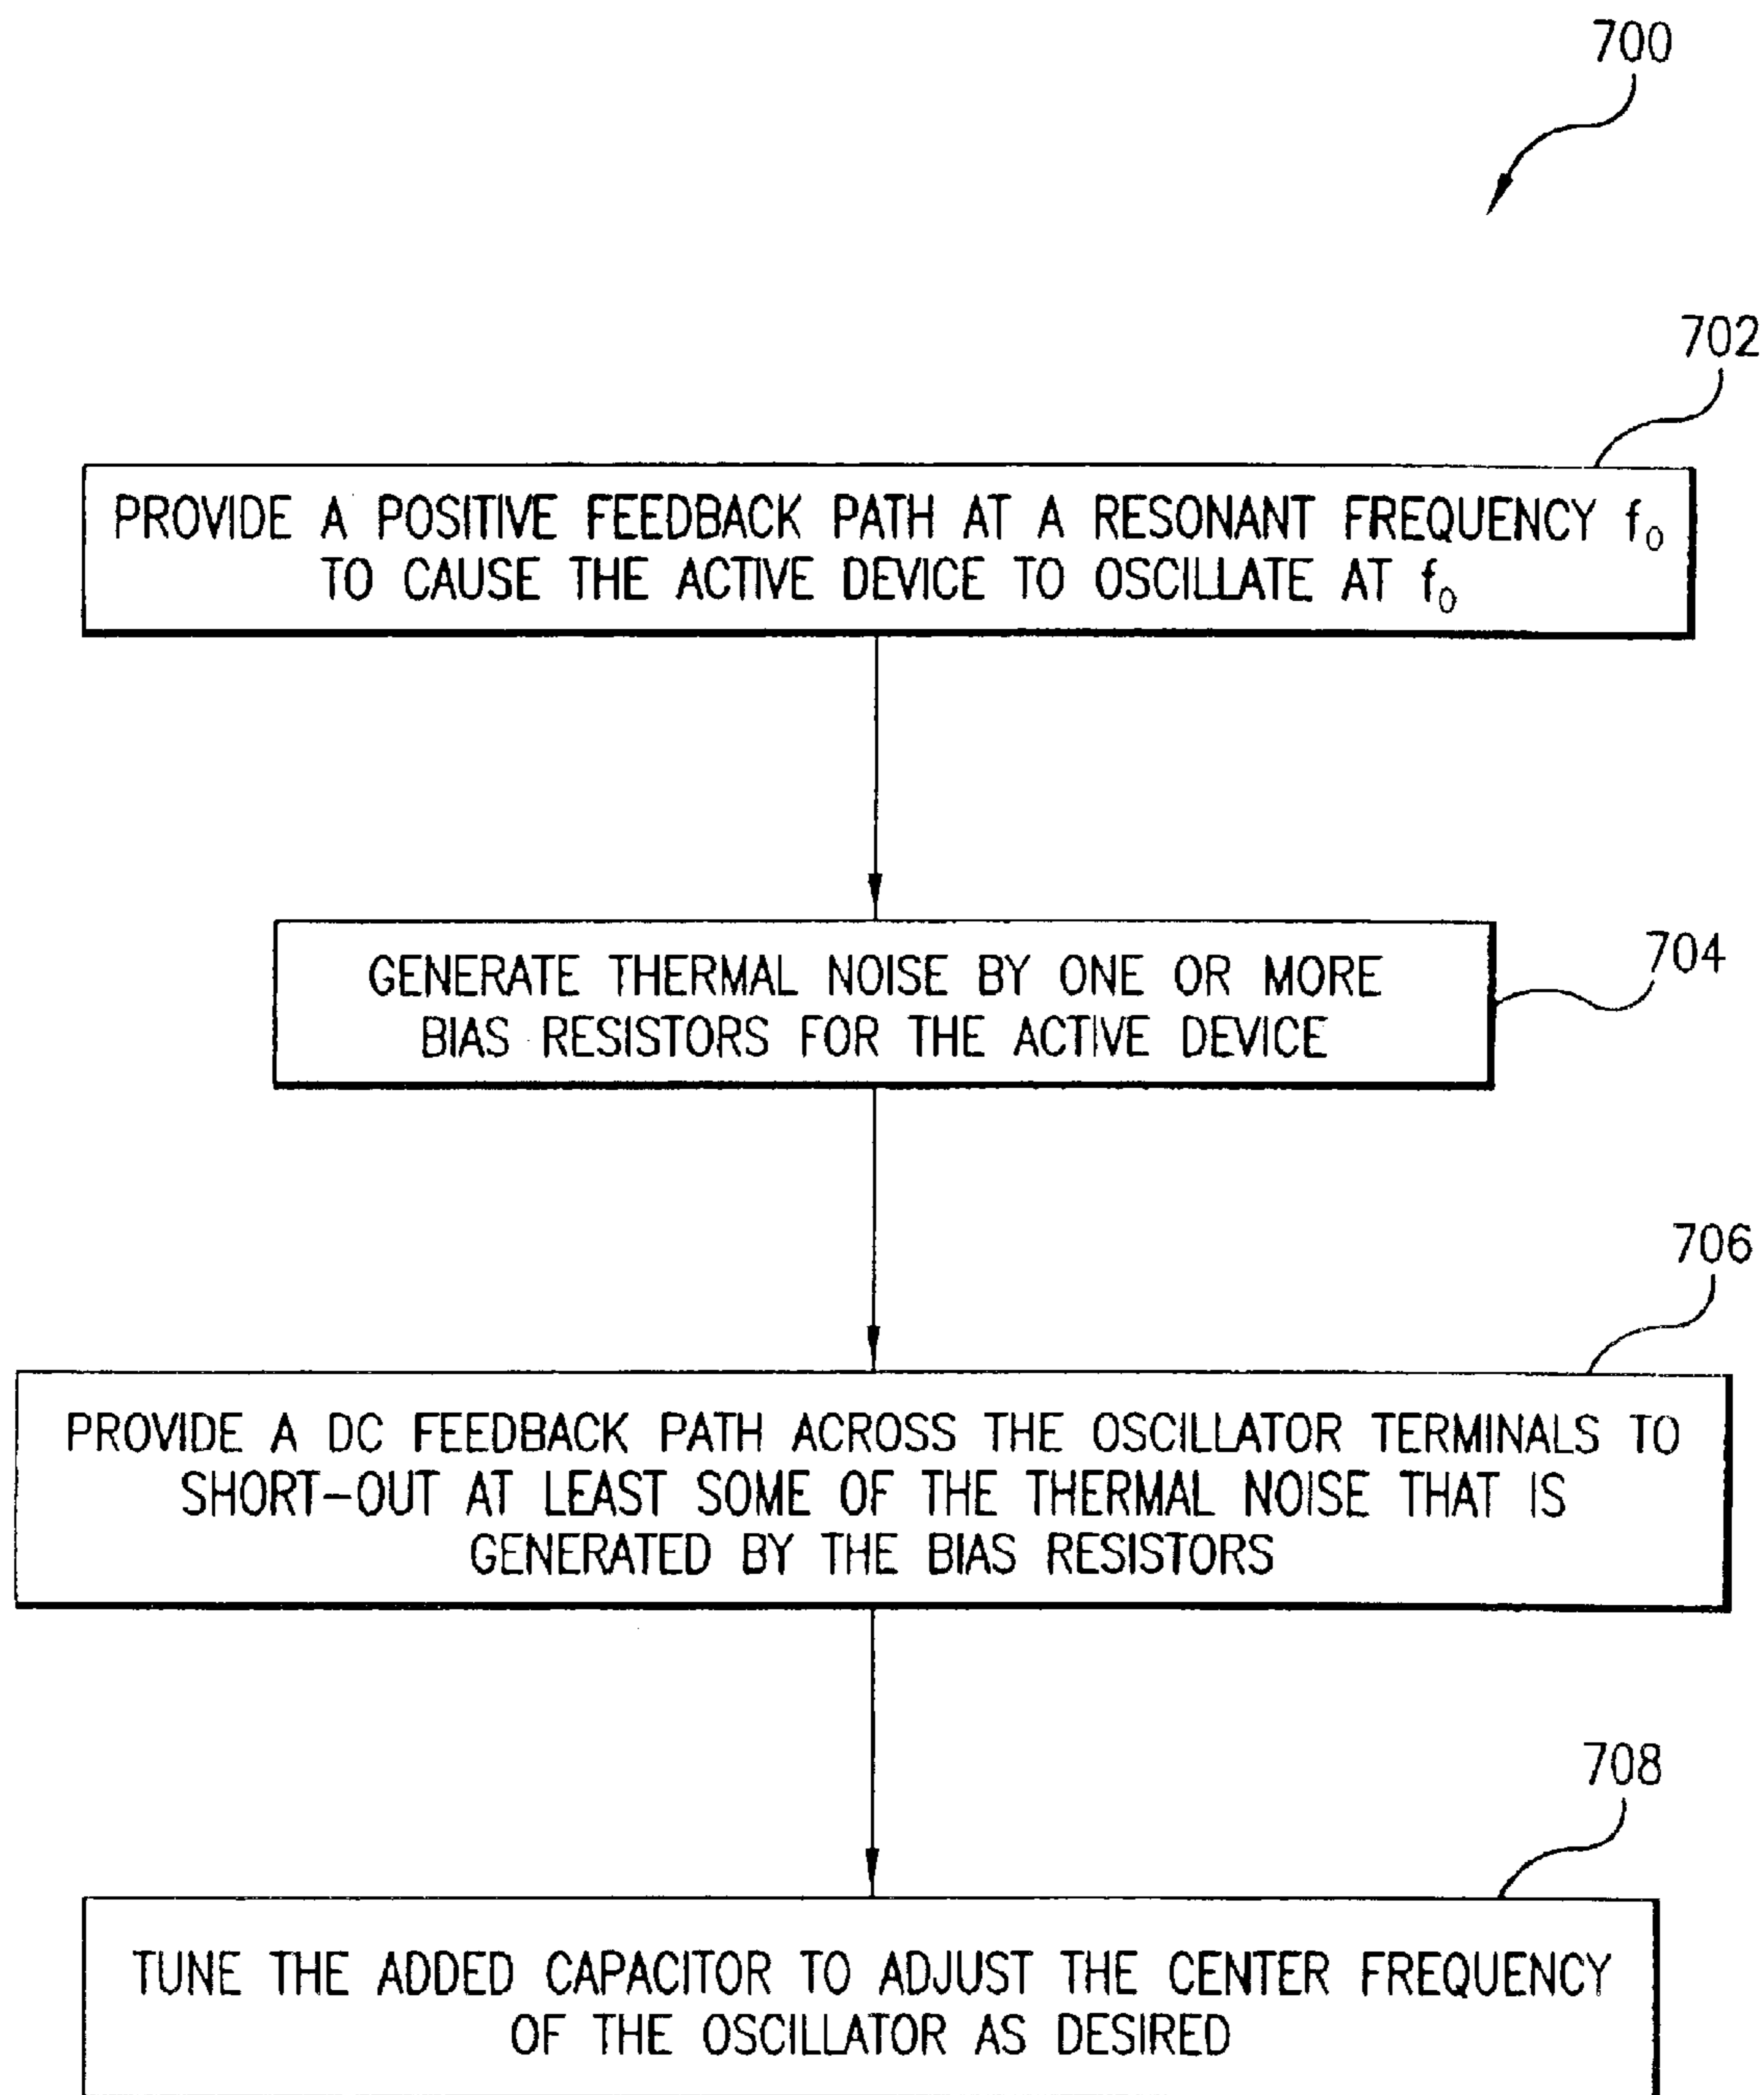 700
702
PROVIDE A POSITIVE FEEDBACK PATH AT A RESONANT FREQUENCY f₀
TO CAUSE THE ACTIVE DEVICE TO OSCILLATE AT f₀
704
GENERATE THERMAL NOISE BY ONE OR MORE
BIAS RESISTORS FOR THE ACTIVE DEVICE
706
PROVIDE A DC FEEDBACK PATH ACROSS THE OSCILLATOR TERMINALS TO
SHORT-OUT AT LEAST SOME OF THE THERMAL NOISE THAT IS
GENERATED BY THE BIAS RESISTORS
708
TUNE THE ADDED CAPACITOR TO ADJUST THE CENTER FREQUENCY
OF THE OSCILLATOR AS DESIRED